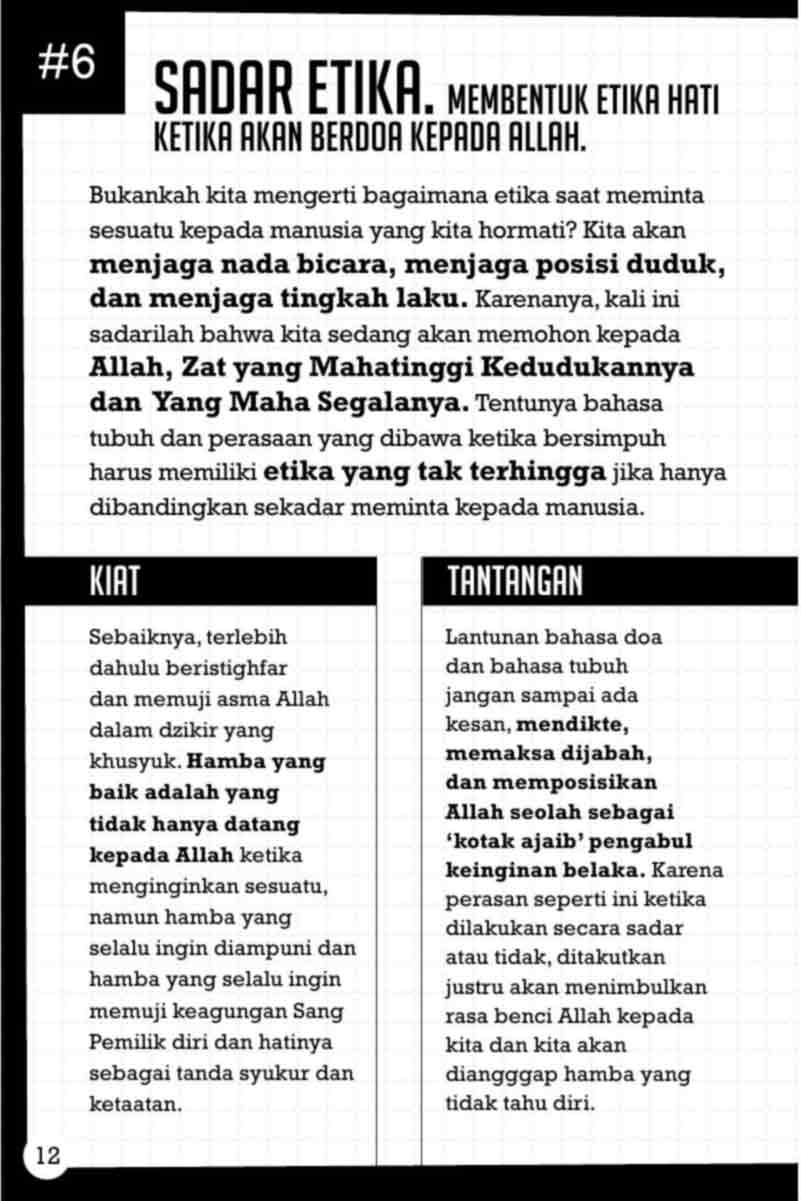 #6
SADAR ETIKA. MEMBENTUK ETIKA HATI
KETIKA AKAN BERDOA KEPADA ALLAH.
Bukankah kita mengerti bagaimana etika saat meminta
sesuatu kepada manusia yang kita hormati? Kita akan
menjaga nada bicara, menjaga posisi duduk,
dan menjaga tingkah laku. Karenanya, kali ini
sadarilah bahwa kita sedang akan memohon kepada
Allah, Zat yang Mahatinggi Kedudukannya
dan Yang Maha Segalanya. Tentunya bahasa
tubuh dan perasaan yang dibawa ketika bersimpuh
harus memiliki etika yang tak terhingga jika hanya
dibandingkan sekadar meminta kepada manusia.
KIAT
Sebaiknya, terlebih
dahulu beristighfar
dan memuji asma Allah
dalam dzikir yang
khusyuk. Hamba yang
baik adalah yang
tidak hanya datang
kepada Allah ketika
menginginkan sesuatu,
namun hamba yang
selalu ingin diampuni dan
hamba yang selalu ingin
memuji keagungan Sang
Pemilik diri dan hatinya
sebagai tanda syukur dan
ketaatan.
TANTANGAN
Lantunan bahasa doa
dan bahasa tubuh
jangan sampai ada
kesan, mendikte,
memaksa dijabah,
dan memposisikan
Allah seolah sebagai
‘kotak ajaib’ pengabul
keinginan belaka. Karena
perasan seperti ini ketika
dilakukan secara sadar
atau tidak, ditakutkan
justru akan menimbulkan
rasa benci Allah kepada
kita dan kita akan
diangggap hamba yang
tidak tahu diri.
12